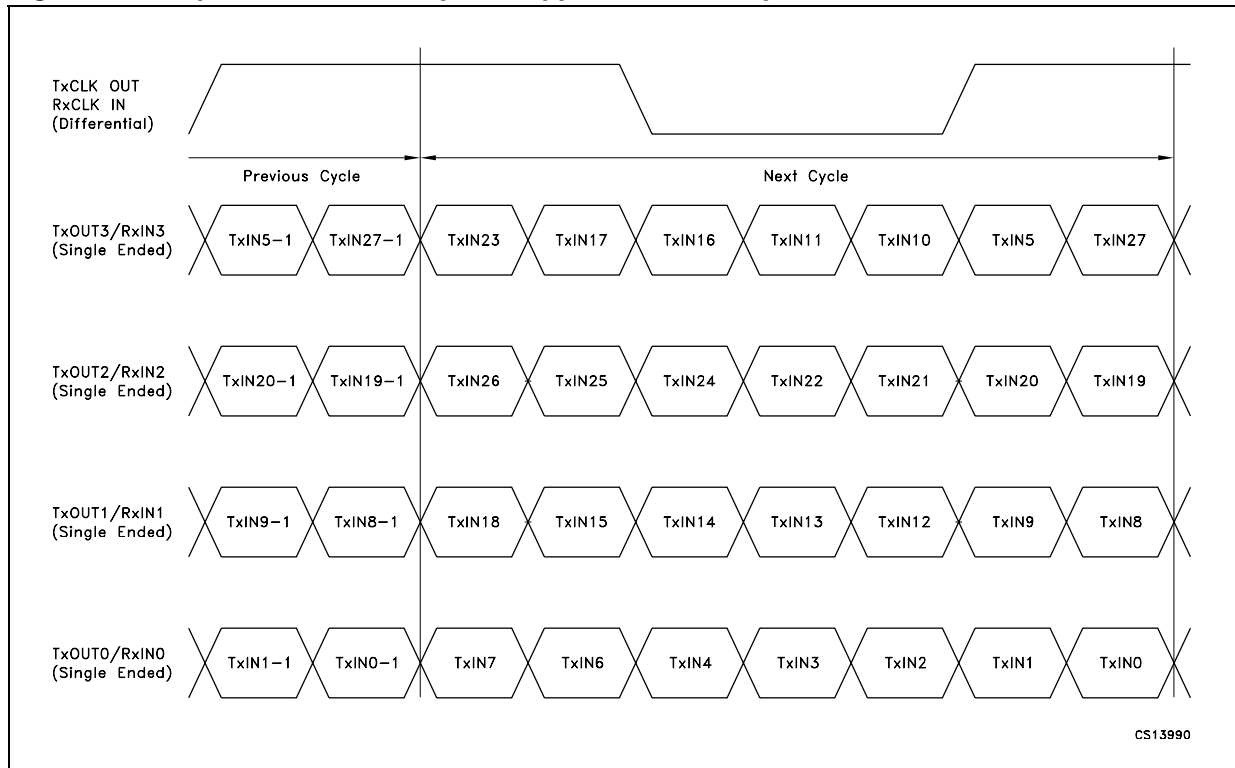 TxCLK OUT
RxCLK IN
(Differential)
Previous Cycle
Next Cycle
TxOUT3/RxIN3
(Single Ended)
TxIN5-1 TxIN27-1 TxIN23 TxIN17 TxIN16 TxIN11 TxIN10 TxIN5 TxIN27
TxOUT2/RxIN2
(Single Ended)
TxIN20-1 TxIN19-1 TxIN26 TxIN25 TxIN24 TxIN22 TxIN21 TxIN20 TxIN19
TxOUT1/RxIN1
(Single Ended)
TxIN9-1 TxIN8-1 TxIN18 TxIN15 TxIN14 TxIN13 TxIN12 TxIN9 TxIN8
TxOUT0/RxIN0
(Single Ended)
TxIN1-1 TxIN0-1 TxIN7 TxIN6 TxIN4 TxIN3 TxIN2 TxIN1 TxIN0
CS13990